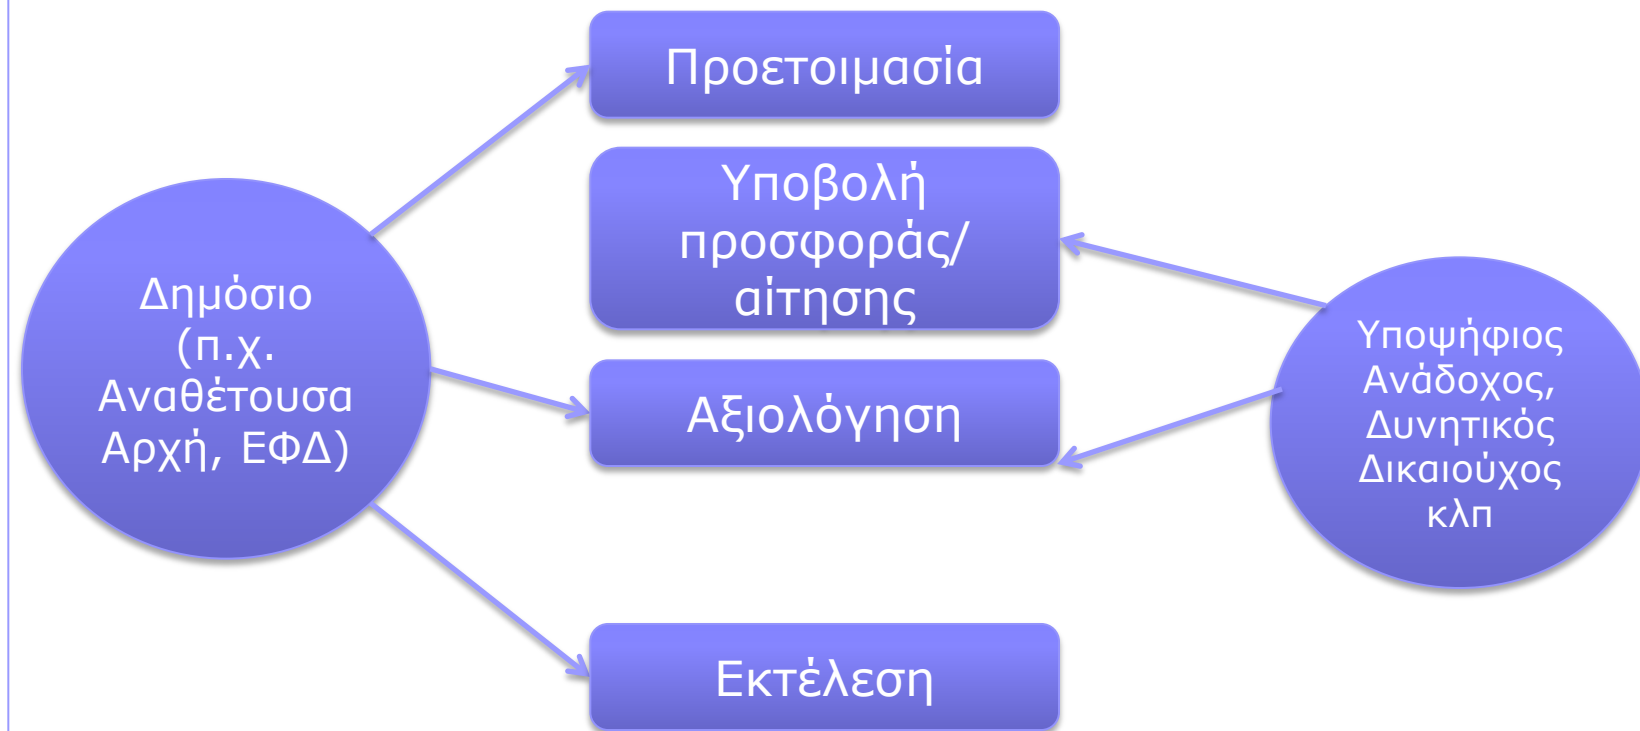 Προετοιμασία
Υποβολή
προσφοράς/
αίτησης
Δημόσιο
(π.χ.
Αναθέτουσα
Αρχή, ΕΦΔ)
Αξιολόγηση
Υποψήφιος
Ανάδοχος,
Δυνητικός
Δικαιούχος
κλπ
Εκτέλεση